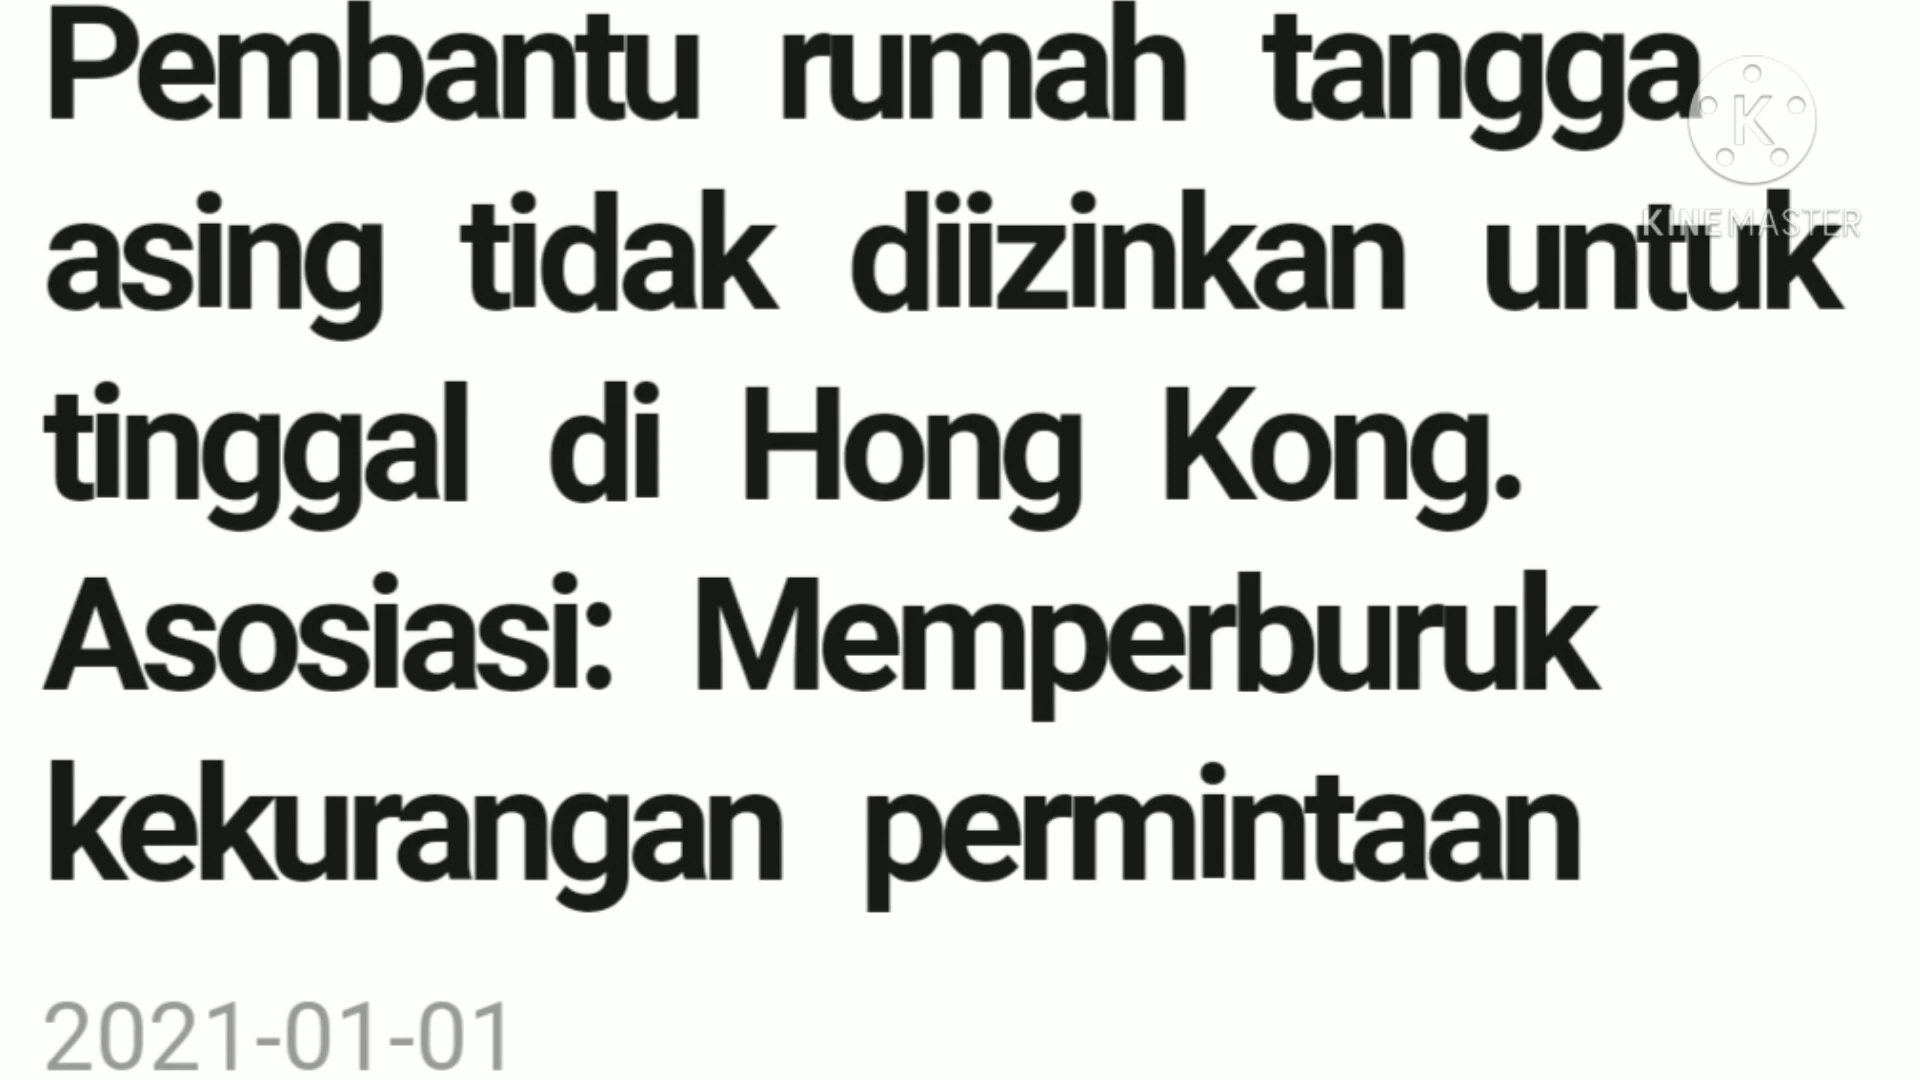 Pembantu rumah tangga
asing tidak diizinkan untuk
tinggal di Hong Kong.
Asosiasi: Memperburuk
kekurangan permintaan
2021-01-01
K
KINEMASTER